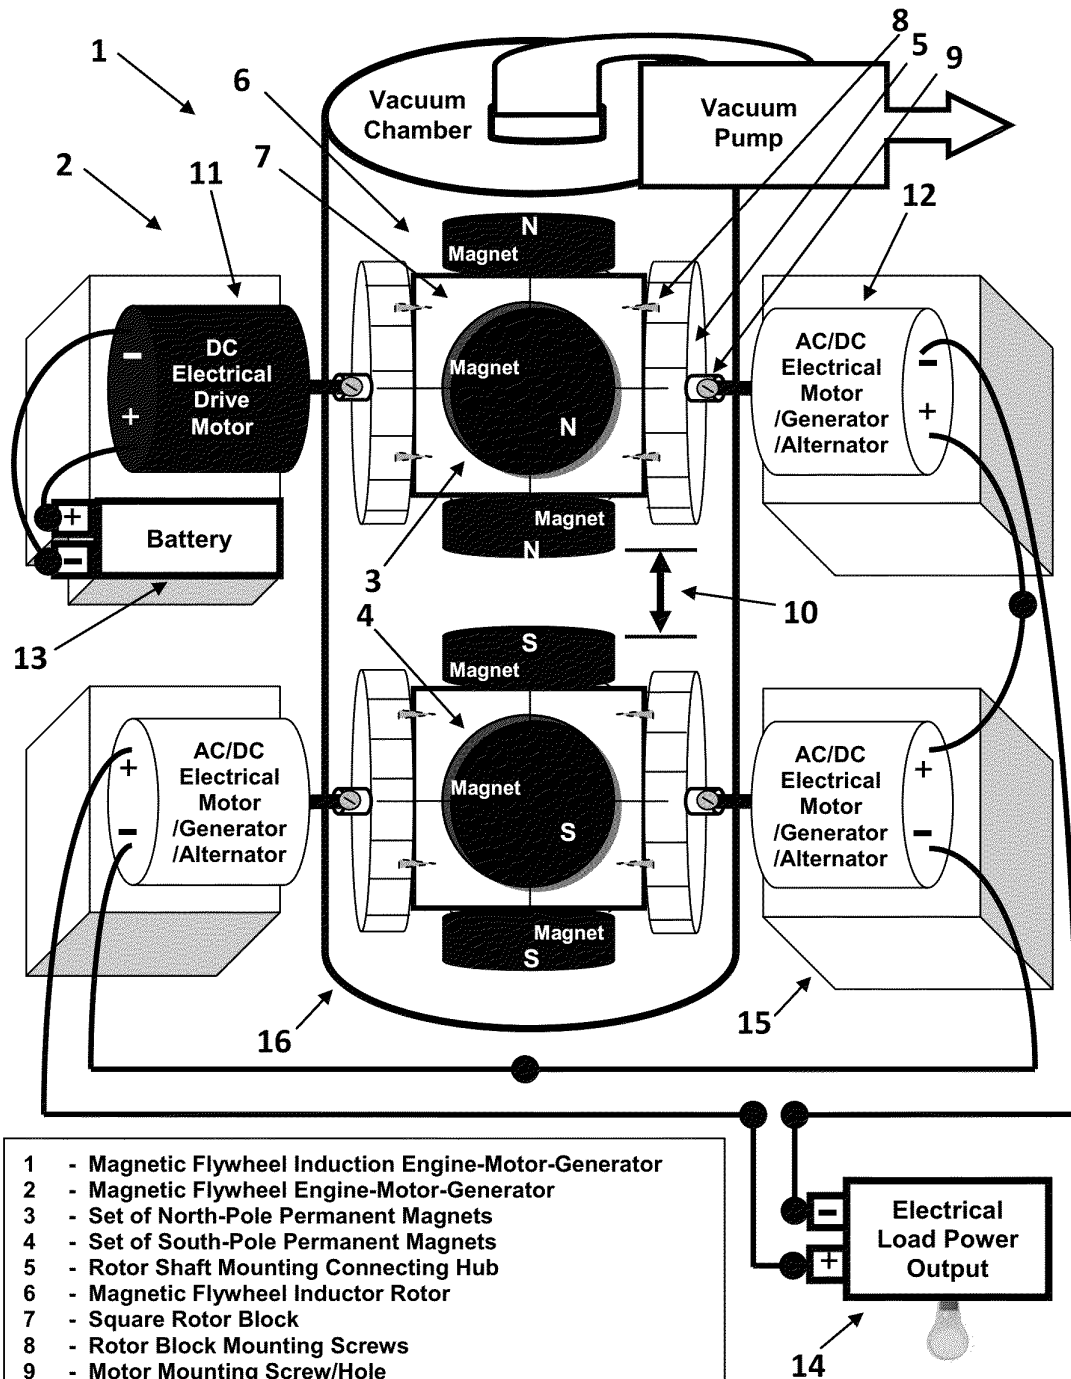 8
5
1
9
6
Vacuum
Chamber
Vacuum
Pump
7
2
11
12
N
Magnet
DC
Electrical
Drive
Motor
−
+
Magnet
N
AC/DC
Electrical
Motor
/Generator
/Alternator
−
+
+
−
Battery
Magnet
N
3
4
10
13
S
Magnet
AC/DC
Electrical
Motor
/Generator
/Alternator
+
−
Magnet
S
AC/DC
Electrical
Motor
/Generator
/Alternator
+
−
Magnet
S
16
15
1 - Magnetic Flywheel Induction Engine-Motor-Generator
2 - Magnetic Flywheel Engine-Motor-Generator
3 - Set of North-Pole Permanent Magnets
4 - Set of South-Pole Permanent Magnets
5 - Rotor Shaft Mounting Connecting Hub
6 - Magnetic Flywheel Inductor Rotor
7 - Square Rotor Block
8 - Rotor Block Mounting Screws
9 - Motor Mounting Screw/Hole
−
+
Electrical
Load Power
Output
14